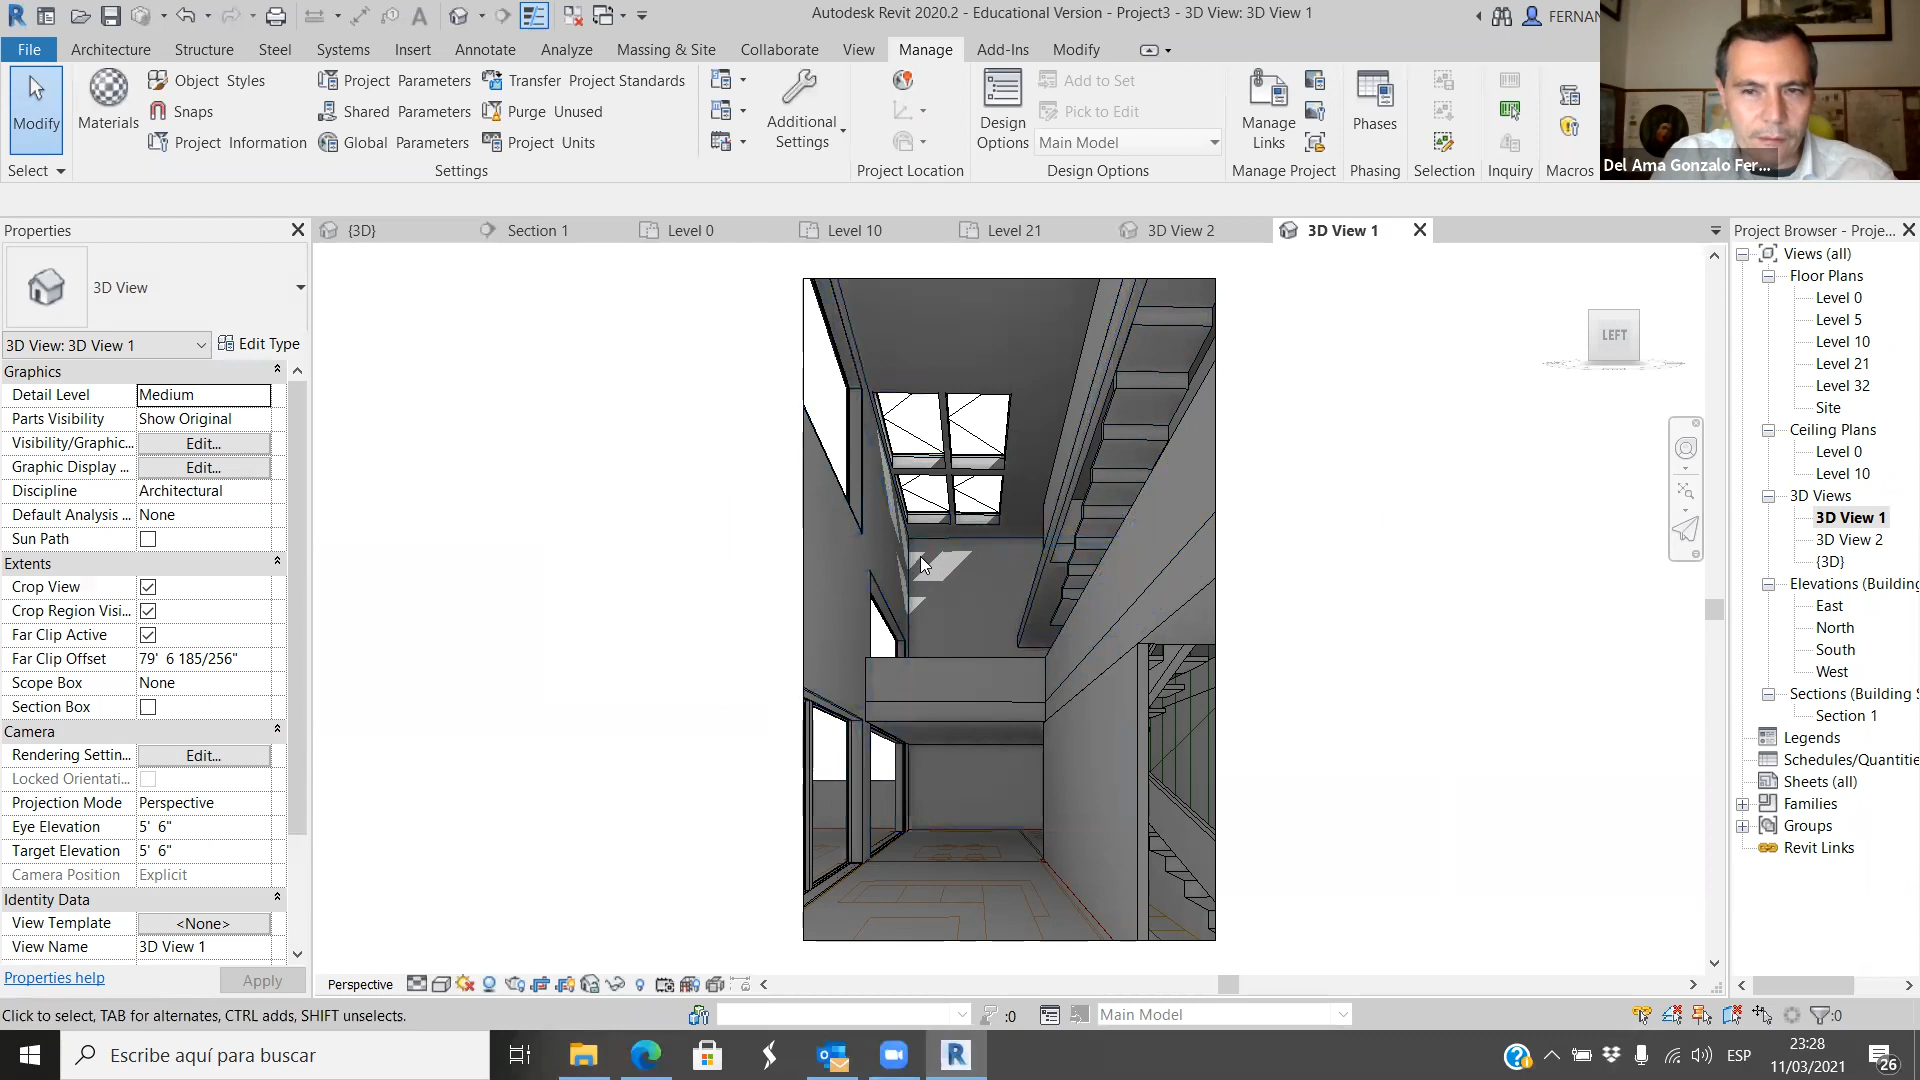 Autodesk Revit 2020.2 - Educational Version - Project3 - 3D View: 3D View 1
FERNAN
File Architecture Structure Steel Systems Insert Annotate Analyze Massing & Site Collaborate View Manage Add-Ins Modify
Modify
Materials
Object Styles
Snaps
Project Information
Project Parameters
Shared Parameters
Global Parameters
Transfer Project Standards
Purge Unused
Project Units
Additional
Settings
Design
Options
Add to Set
Pick to Edit
Main Model
Manage
Links
Phases
Select
Settings
Project Location
Design Options
Manage Project
Phasing
Selection
Inquiry
Macros
Del Ama Gonzalo Fer...
Properties
{3D}
Section 1
Level 0
Level 10
Level 21
3D View 2
3D View 1
Project Browser - Proje...
3D View
3D View: 3D View 1
Edit Type
Graphics
Detail Level Medium
Parts Visibility Show Original
Visibility/Graphic... Edit...
Graphic Display ... Edit...
Discipline Architectural
Default Analysis ... None
Sun Path
Extents
Crop View
Crop Region Visi...
Far Clip Active
Far Clip Offset 79' 6 185/256"
Scope Box None
Section Box
Camera
Rendering Settin... Edit...
Locked Orientati...
Projection Mode Perspective
Eye Elevation 5' 6"
Target Elevation 5' 6"
Camera Position Explicit
Identity Data
View Template <None>
View Name 3D View 1
Properties help
Apply
LEFT
Views (all)
Floor Plans
Level 0
Level 5
Level 10
Level 21
Level 32
Site
Ceiling Plans
Level 0
Level 10
3D Views
3D View 1
3D View 2
{3D}
Elevations (Building
East
North
South
West
Sections (Building S
Section 1
Legends
Schedules/Quantitie
Sheets (all)
Families
Groups
Revit Links
Perspective
Click to select, TAB for alternates, CTRL adds, SHIFT unselects.
:0
Main Model
:0
Escribe aquí para buscar
ESP
23:28
11/03/2021
26